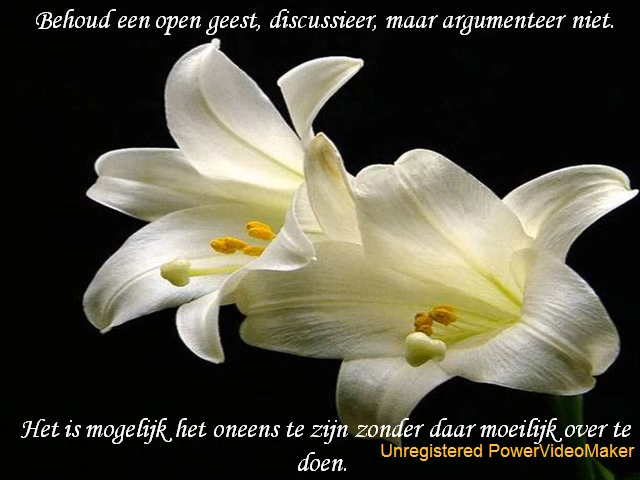 Behoud een open geest, discussieer, maar argumenteer niet.
Het is mogelijk het oneens te zijn zonder daar moeilijk over te
doen.
Unregistered PowerVideoMaker